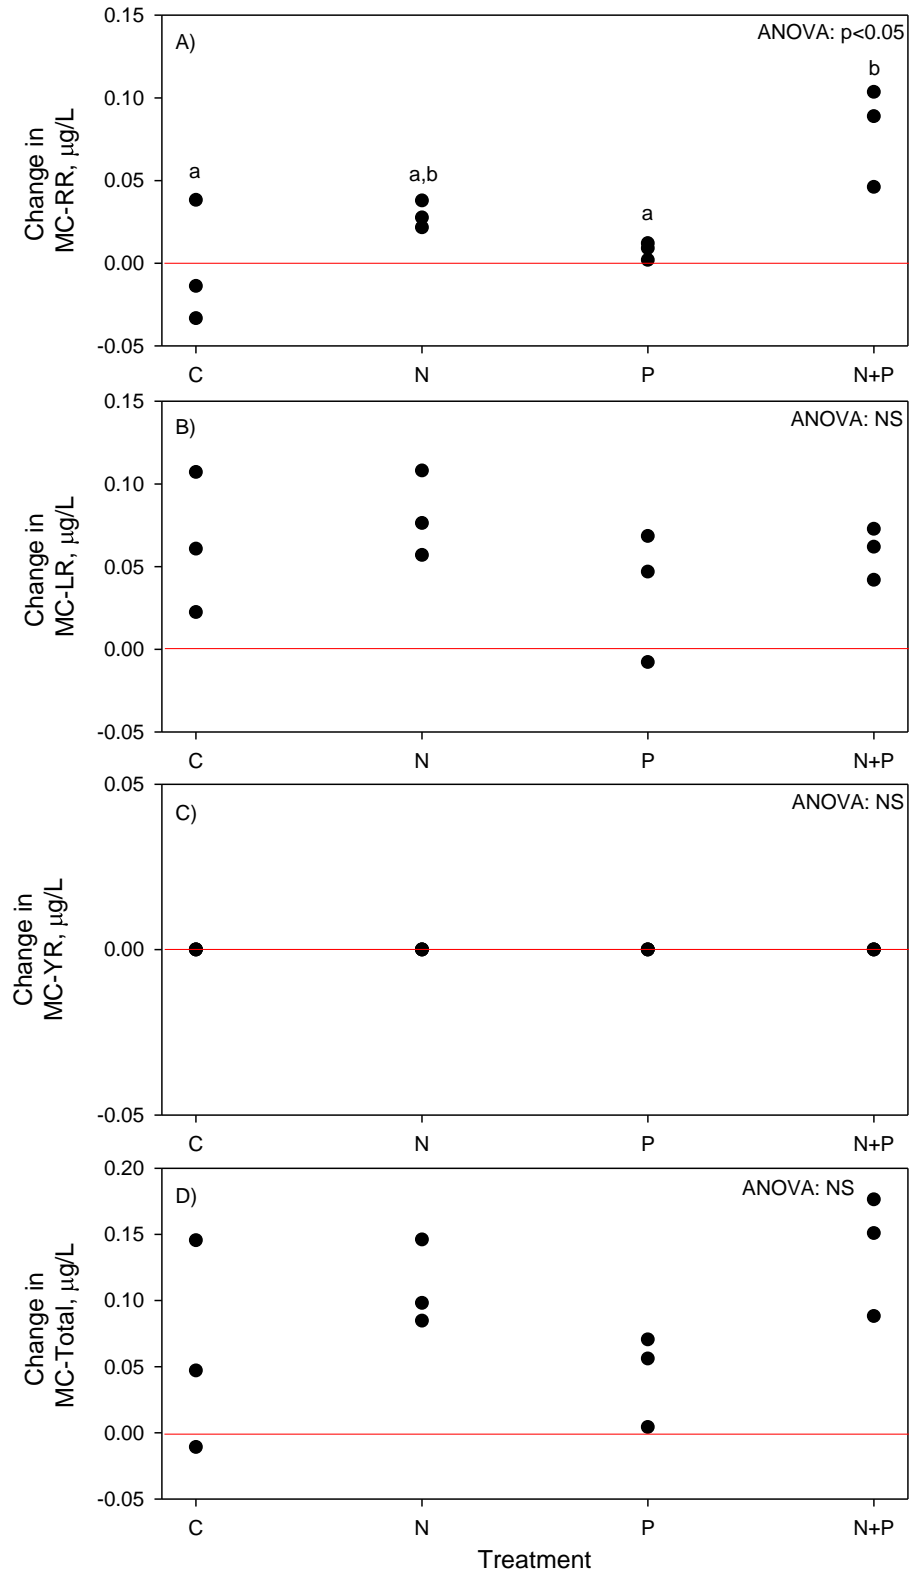 0.15
A)
ANOVA: p<0.05
b
0.10
a
a,b
a
0.05
0.00
-0.05
Change in
MC-RR, μg/L
C N P N+P
0.15
B)
ANOVA: NS
0.10
0.05
0.00
-0.05
Change in
MC-LR, μg/L
C N P N+P
0.05
C)
ANOVA: NS
0.00
-0.05
Change in
MC-YR, μg/L
C N P N+P
0.20
D)
ANOVA: NS
0.15
0.10
0.05
0.00
-0.05
Change in
MC-Total, μg/L
C N P N+P
Treatment